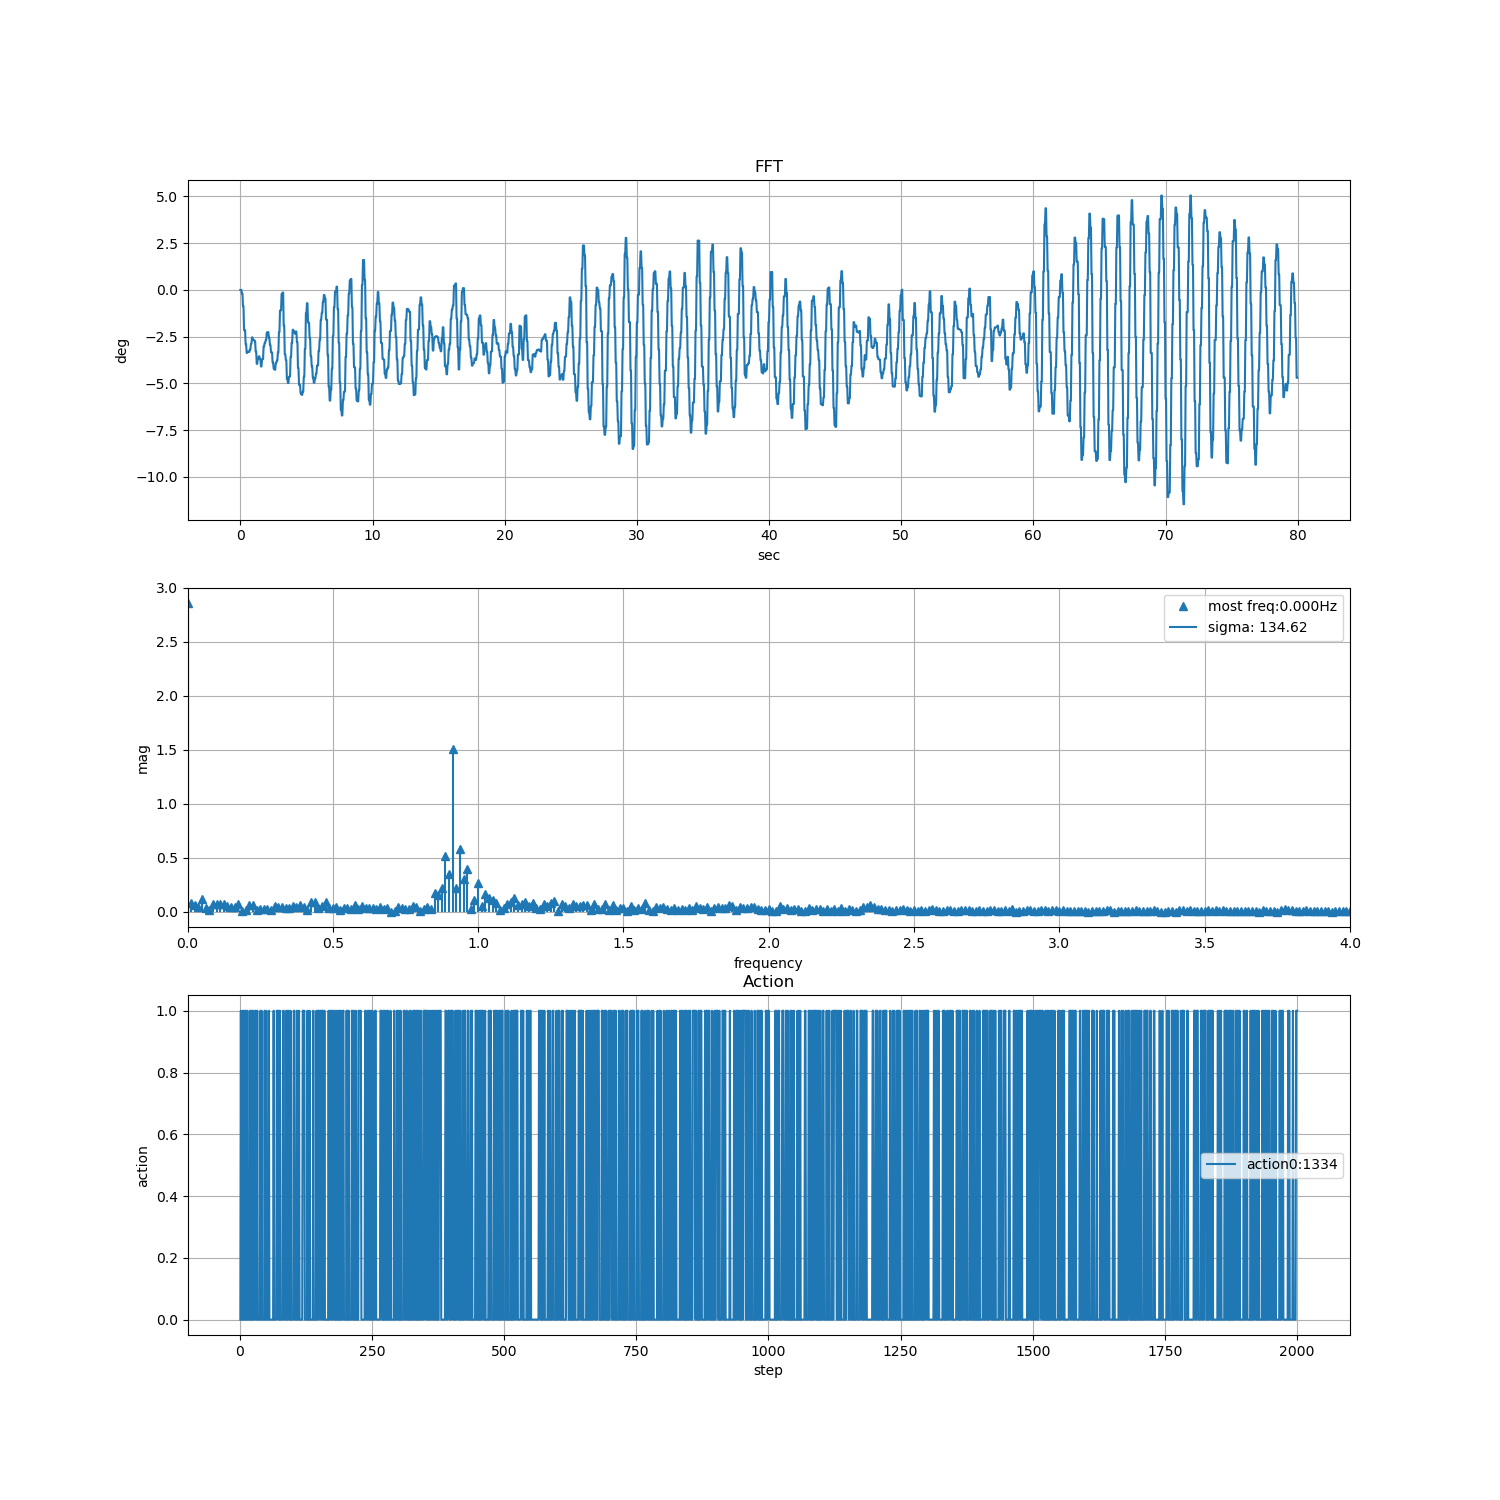 FFT
5.0
2.5
0.0
−2.5
−5.0
−7.5
−10.0
deg
0 10 20 30 40 50 60 70 80
sec
3.0
2.5
2.0
1.5
1.0
0.5
0.0
mag
most freq:0.000Hz
sigma: 134.62
0.0 0.5 1.0 1.5 2.0 2.5 3.0 3.5 4.0
frequency
Action
1.0
0.8
0.6
0.4
0.2
0.0
action
action0:1334
0 250 500 750 1000 1250 1500 1750 2000
step